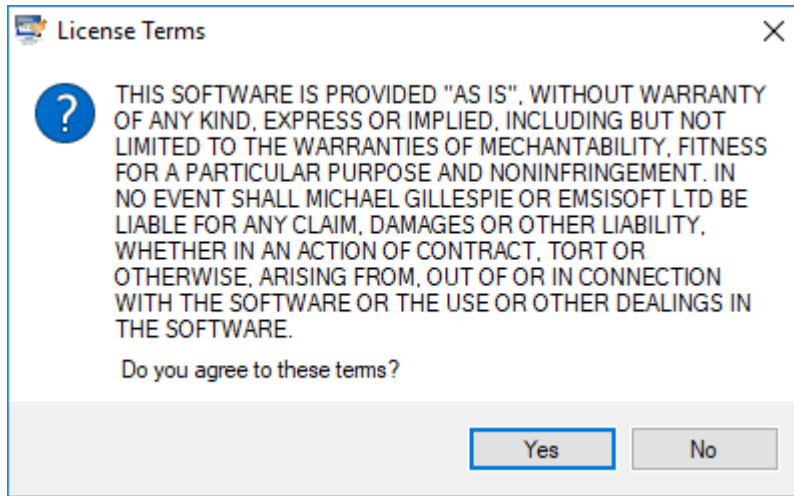 License Terms
THIS SOFTWARE IS PROVIDED "AS IS", WITHOUT WARRANTY
OF ANY KIND, EXPRESS OR IMPLIED, INCLUDING BUT NOT
LIMITED TO THE WARRANTIES OF MECHANTABILITY, FITNESS
FOR A PARTICULAR PURPOSE AND NONINFRINGEMENT. IN
NO EVENT SHALL MICHAEL GILLESPIE OR EMSISOFT LTD BE
LIABLE FOR ANY CLAIM, DAMAGES OR OTHER LIABILITY,
WHETHER IN AN ACTION OF CONTRACT, TORT OR
OTHERWISE, ARISING FROM, OUT OF OR IN CONNECTION
WITH THE SOFTWARE OR THE USE OR OTHER DEALINGS IN
THE SOFTWARE.
Do you agree to these terms?
Yes No